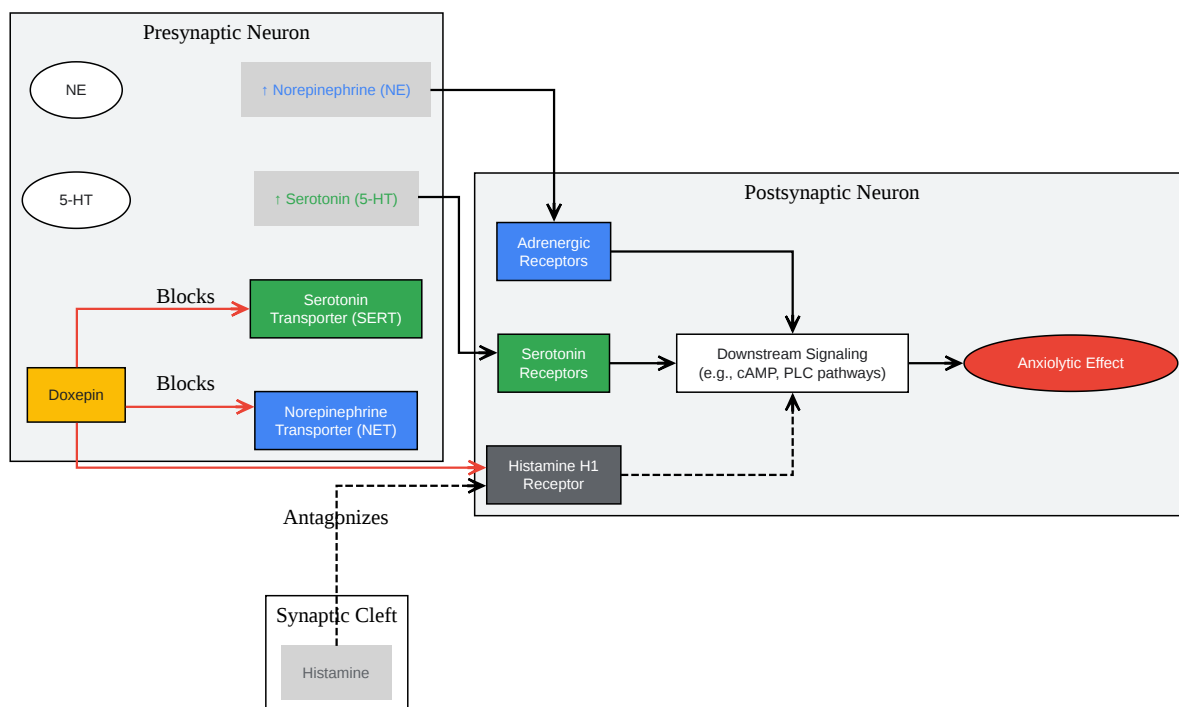 Presynaptic Neuron
NE
↑ Norepinephrine (NE)
5-HT
↑ Serotonin (5-HT)
Postsynaptic Neuron
Adrenergic
Receptors
Blocks
Serotonin
Transporter (SERT)
Serotonin
Receptors
Downstream Signaling
(e.g., cAMP, PLC pathways)
Anxiolytic Effect
Doxepin
Blocks
Norepinephrine
Transporter (NET)
Histamine H1
Receptor
Antagonizes
Synaptic Cleft
Histamine